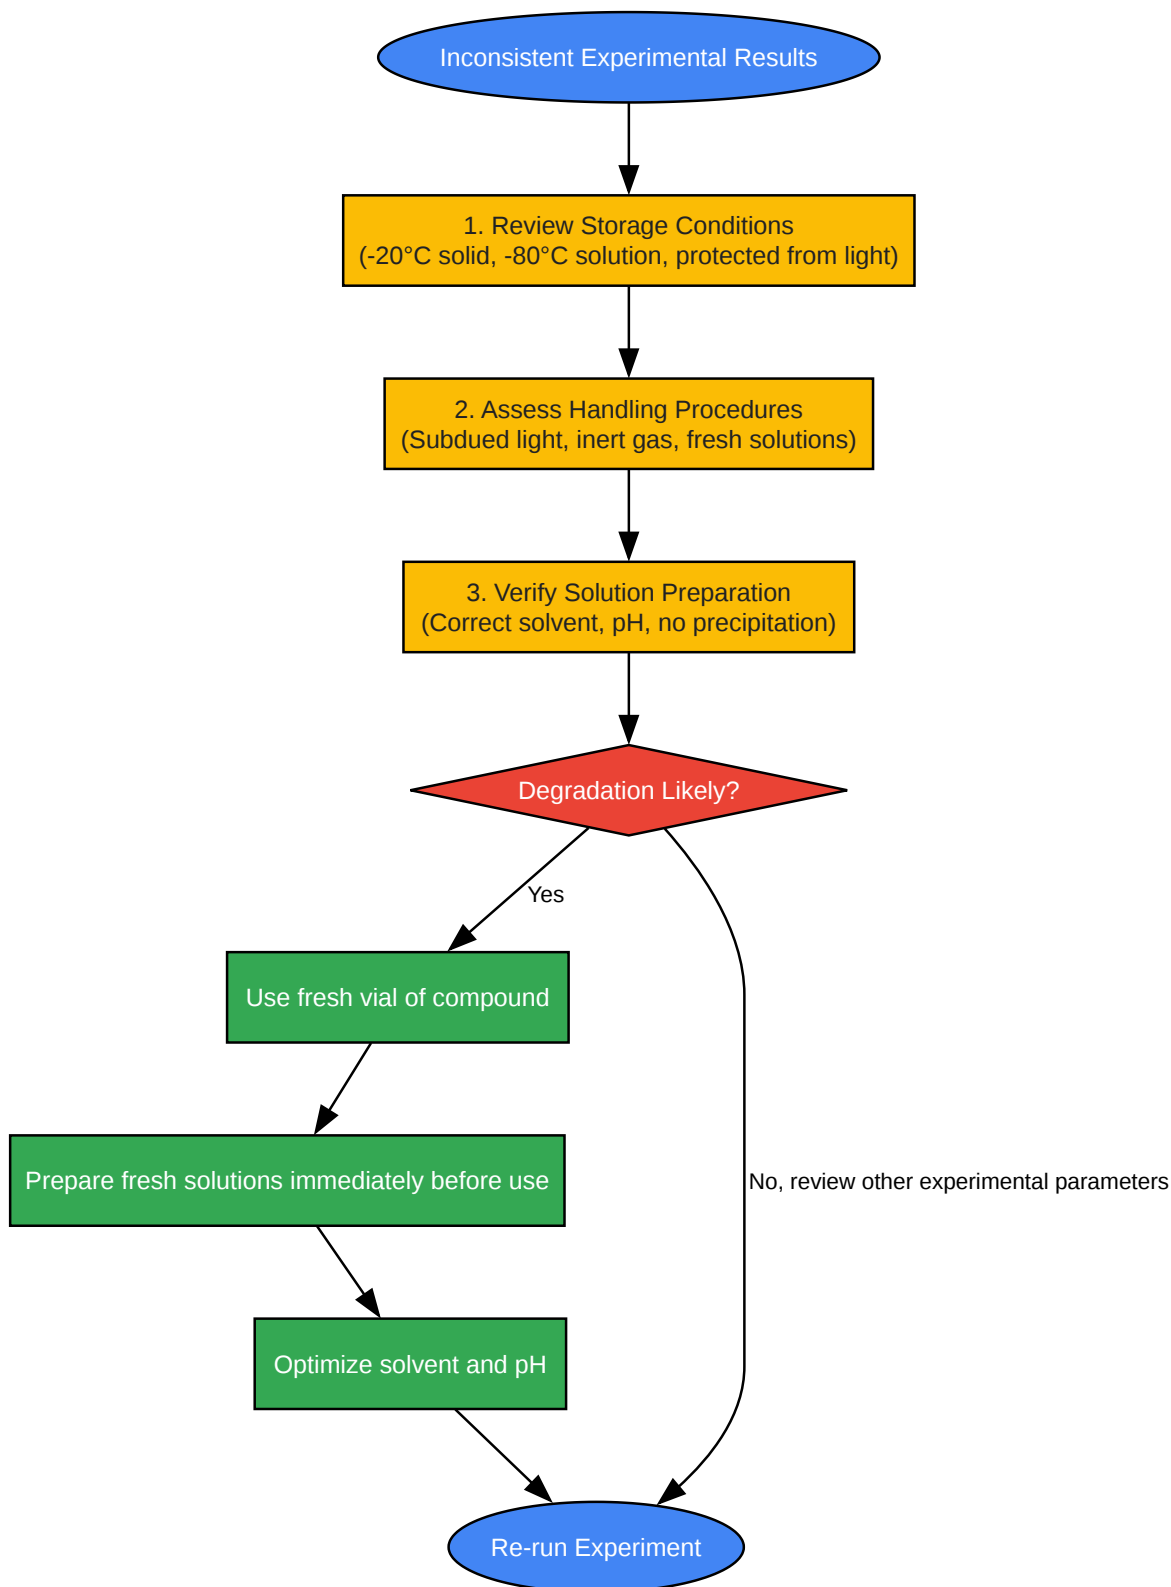 Inconsistent Experimental Results
1. Review Storage Conditions
(-20°C solid, -80°C solution, protected from light)
2. Assess Handling Procedures
(Subdued light, inert gas, fresh solutions)
3. Verify Solution Preparation
(Correct solvent, pH, no precipitation)
Degradation Likely?
Yes
Use fresh vial of compound
Prepare fresh solutions immediately before use
No, review other experimental parameters
Optimize solvent and pH
Re-run Experiment